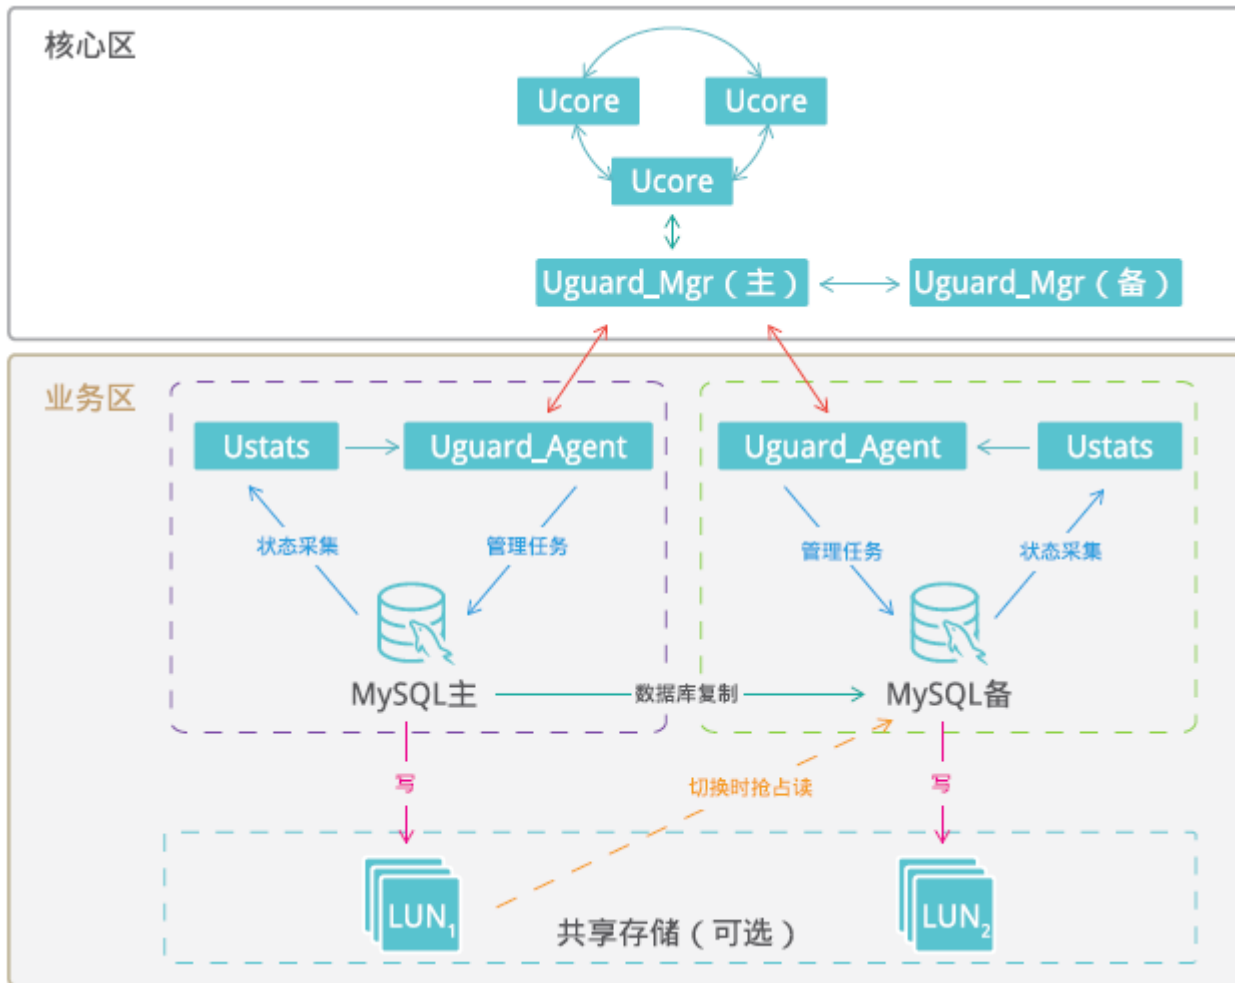 核心区
Ucore
Ucore
Ucore
Uguard_Mgr（主）
Uguard_Mgr（备）
业务区
Ustats
Uguard_Agent
Uguard_Agent
Ustats
状态采集
管理任务
管理任务
状态采集
MySQL主
数据库复制
MySQL备
写
切换时抢占读
写
LUN1
共享存储（可选）
LUN2